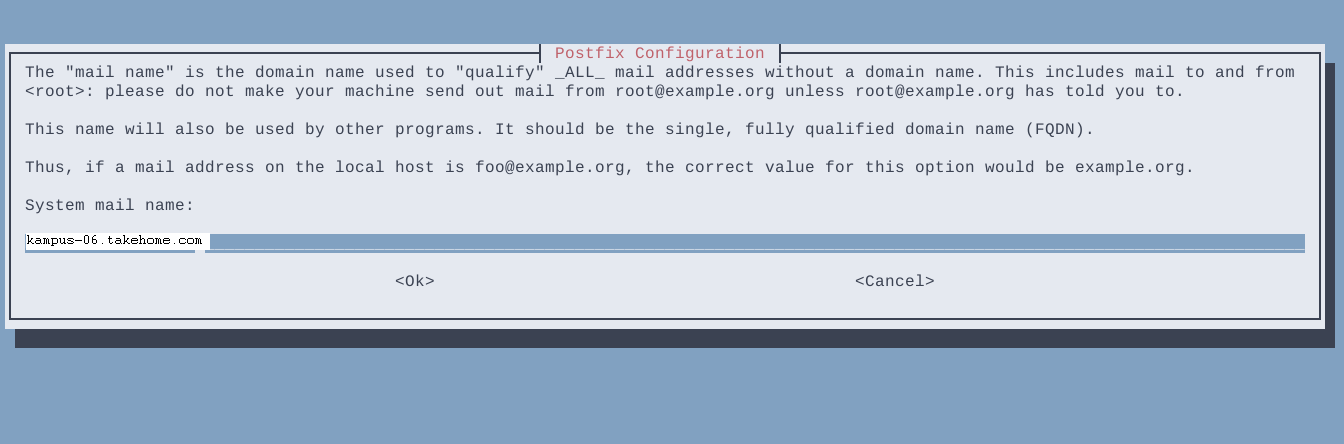 Postfix Configuration
The "mail name" is the domain name used to "qualify" _ALL_ mail addresses without a domain name. This includes mail to and from
<root>: please do not make your machine send out mail from root@example.org unless root@example.org has told you to.
This name will also be used by other programs. It should be the single, fully qualified domain name (FQDN).
Thus, if a mail address on the local host is foo@example.org, the correct value for this option would be example.org.
System mail name:
kampus-06.takehome.com
<Ok> <Cancel>